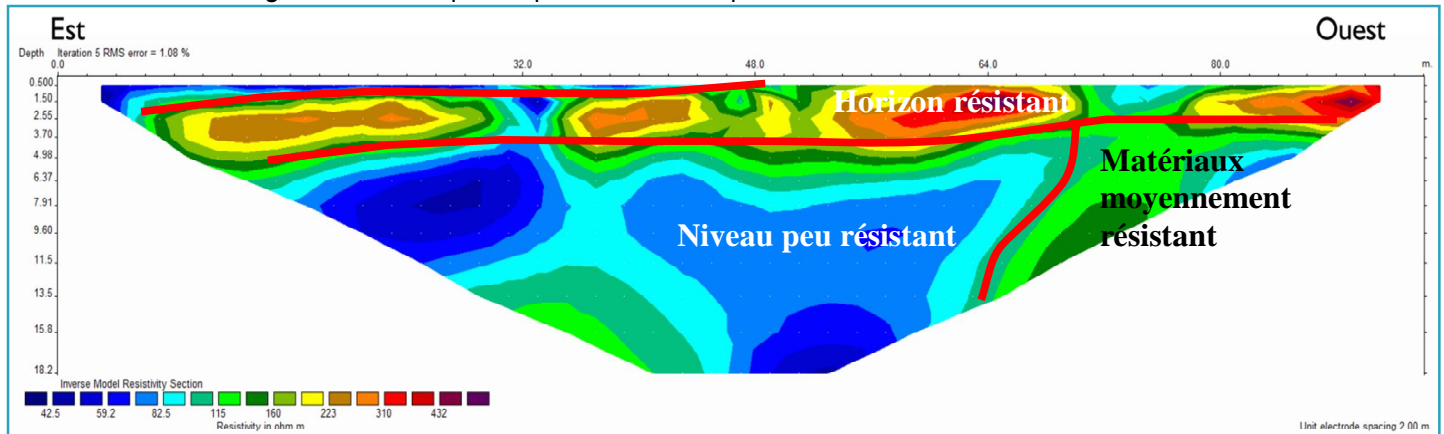 Est
Ouest
Depth Iteration 5 RMS error = 1.08 %
0.0 32.0 48.0 64.0 80.0 m.
0.500
1.50
2.55
3.70
4.98
6.37
7.91
9.60
11.5
13.5
15.8
18.2
Horizon résistant
Matériaux
moyennement
résistant
Niveau peu résistant
Inverse Model Resistivity Section
42.5 59.2 82.5 115 160 223 310 432
Resistivity in ohm.m
Unit electrode spacing 2.00 m.